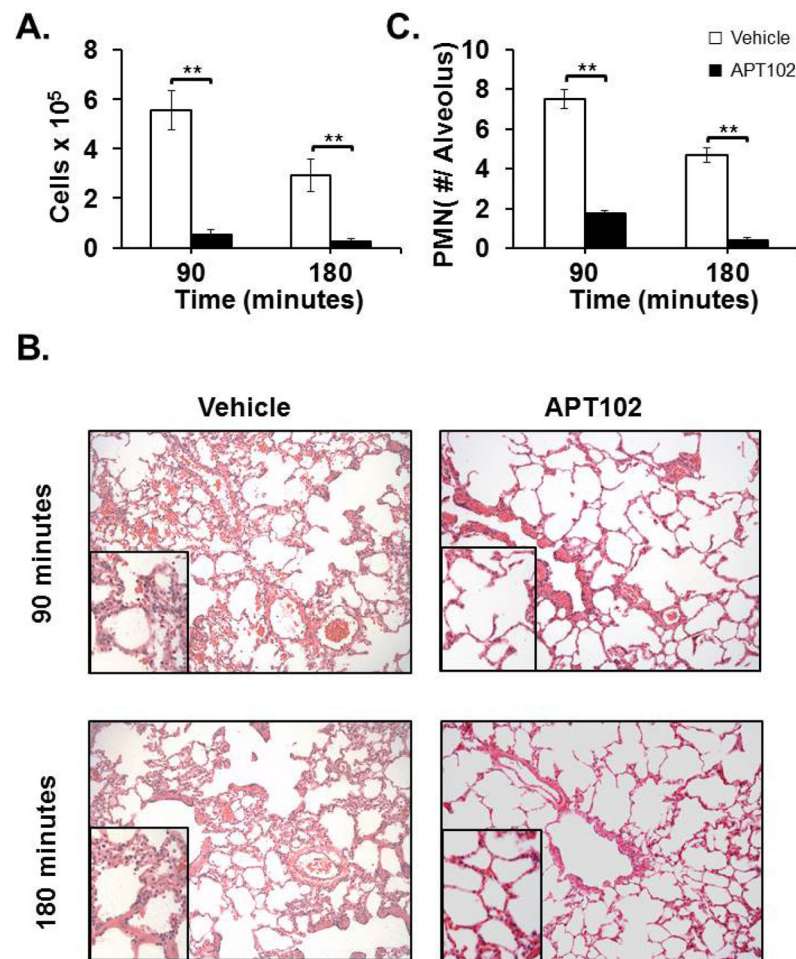 A.
Cells x 10⁵
8
6
4
2
0
**
**
90
180
Time (minutes)
C.
PMN( #/ Alveolus)
10
8
6
4
2
0
**
**
90
180
Time (minutes)
Vehicle
APT102
B.
Vehicle
APT102
90 minutes
180 minutes